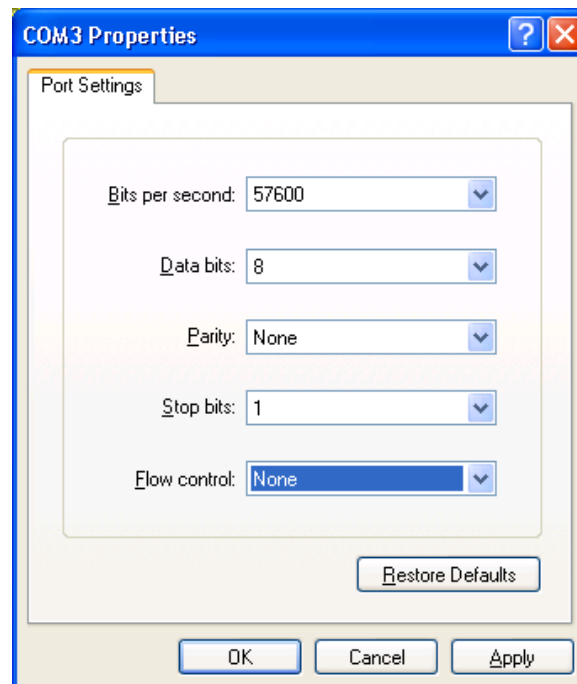 COM3 Properties
Port Settings
Bits per second: 57600
Data bits: 8
Parity: None
Stop bits: 1
Flow control: None
Restore Defaults
OK Cancel Apply